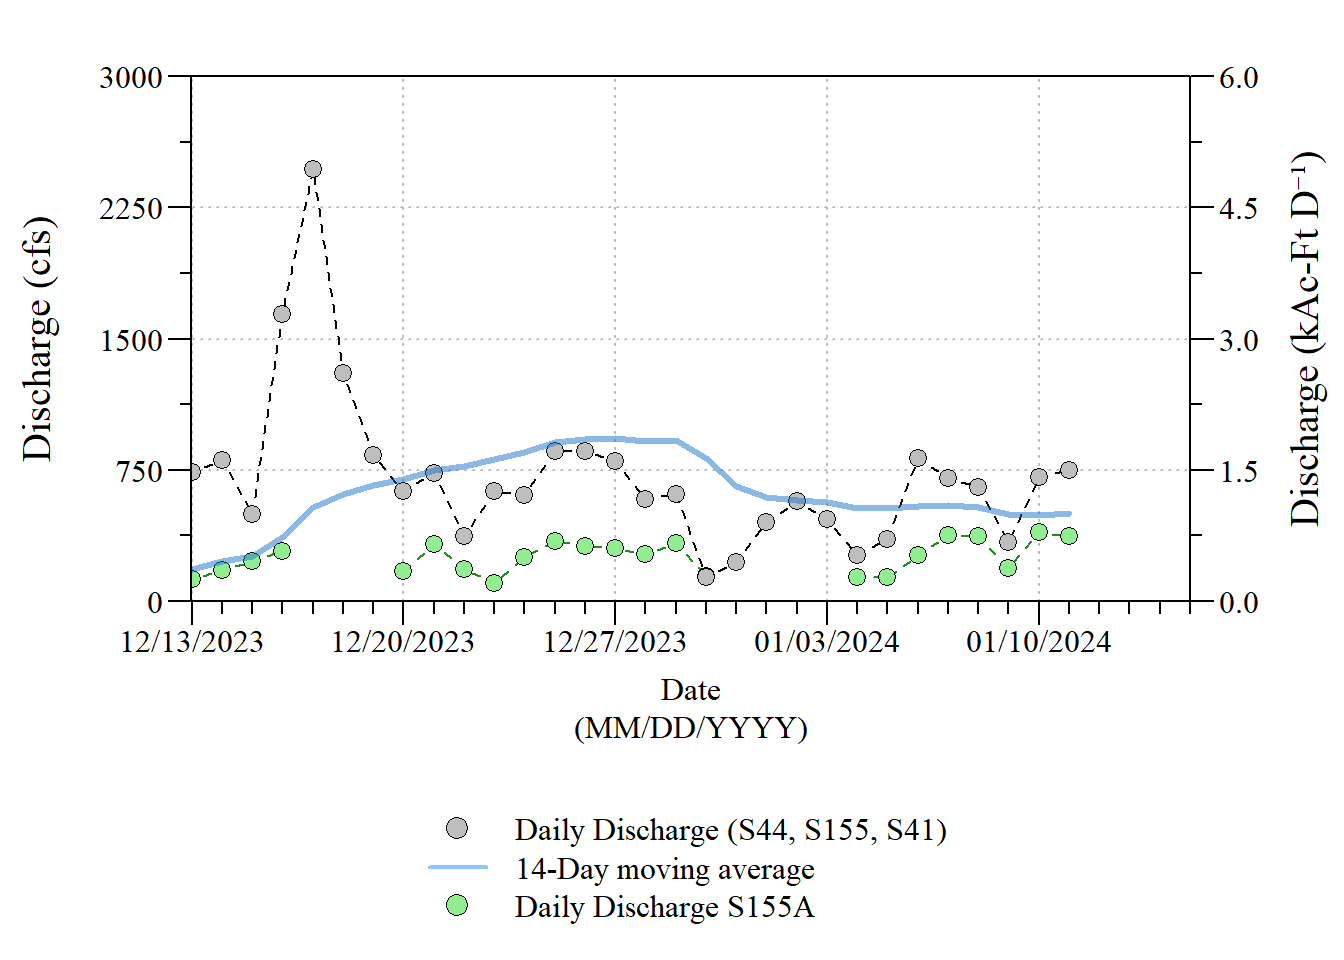 3000
2250
1500
750
0
Discharge (cfs)
6.0
4.5
3.0
1.5
0.0
Discharge (kAc-Ft D⁻¹)
12/13/2023 12/20/2023 12/27/2023 01/03/2024 01/10/2024
Date
(MM/DD/YYYY)
Daily Discharge (S44, S155, S41)
14-Day moving average
Daily Discharge S155A